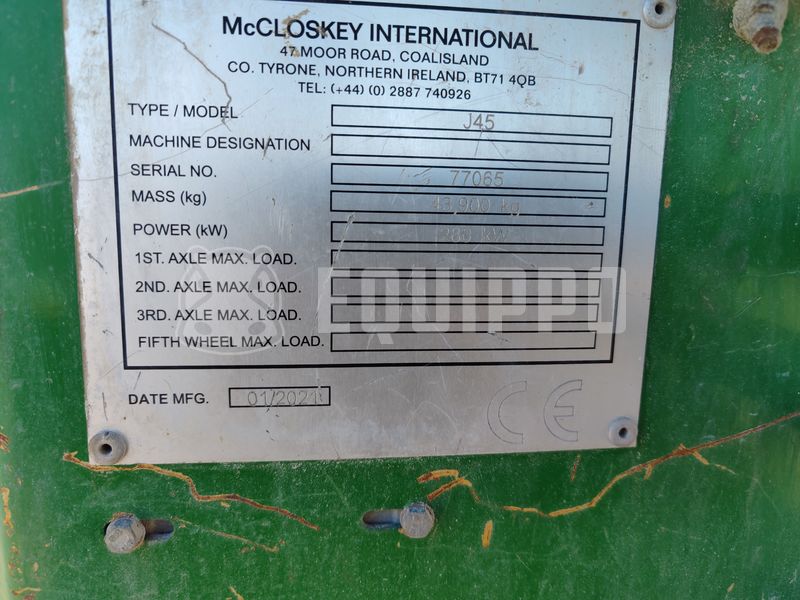 McCLOSKEY INTERNATIONAL
47 MOOR ROAD, COALISLAND
CO. TYRONE, NORTHERN IRELAND, BT71 4QB
TEL: (+44) (0) 2887 740926
TYPE / MODEL J45
MACHINE DESIGNATION
SERIAL NO. 77065
MASS (kg) 43,900 kg
POWER (kW) kW
1ST. AXLE MAX. LOAD.
2ND. AXLE MAX. LOAD.
3RD. AXLE MAX. LOAD.
FIFTH WHEEL MAX. LOAD.
EQUIPPO
DATE MFG. 01/2021
CE